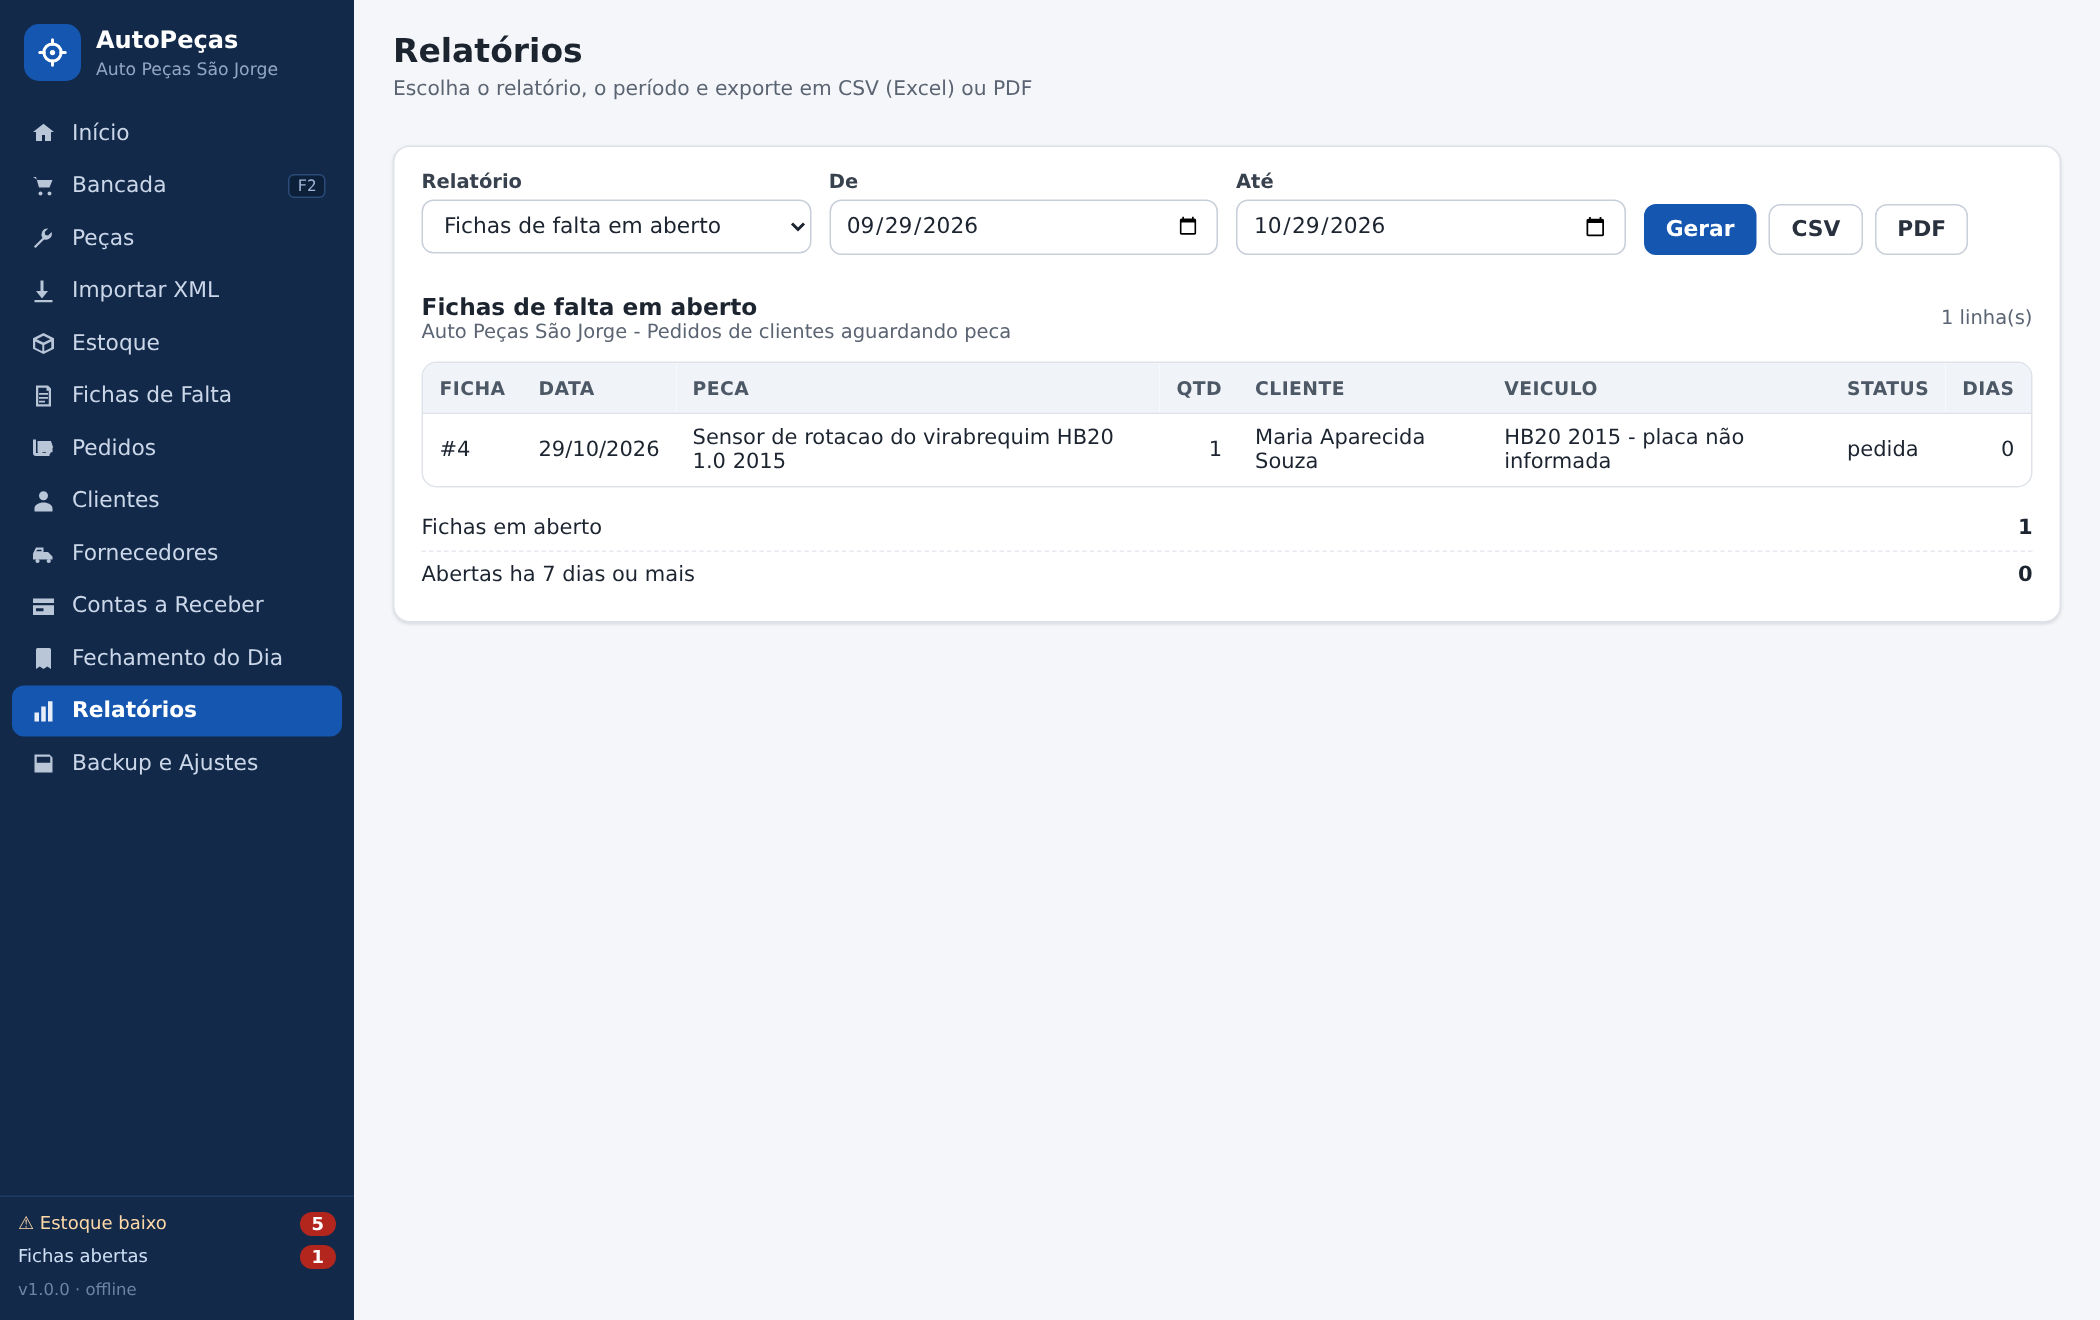 AutoPeças
Auto Peças São Jorge
Início
Bancada F2
Peças
Importar XML
Estoque
Fichas de Falta
Pedidos
Clientes
Fornecedores
Contas a Receber
Fechamento do Dia
Relatórios
Backup e Ajustes
⚠ Estoque baixo 5
Fichas abertas 1
v1.0.0 · offline
Relatórios
Escolha o relatório, o período e exporte em CSV (Excel) ou PDF
Relatório De Até
Fichas de falta em aberto 09/29/2026 10/29/2026 Gerar CSV PDF
Fichas de falta em aberto
Auto Peças São Jorge - Pedidos de clientes aguardando peca
1 linha(s)
FICHA DATA PECA QTD CLIENTE VEICULO STATUS DIAS
#4 29/10/2026 Sensor de rotacao do virabrequim HB20 1.0 2015 1 Maria Aparecida Souza HB20 2015 - placa não informada pedida 0
Fichas em aberto 1
Abertas ha 7 dias ou mais 0